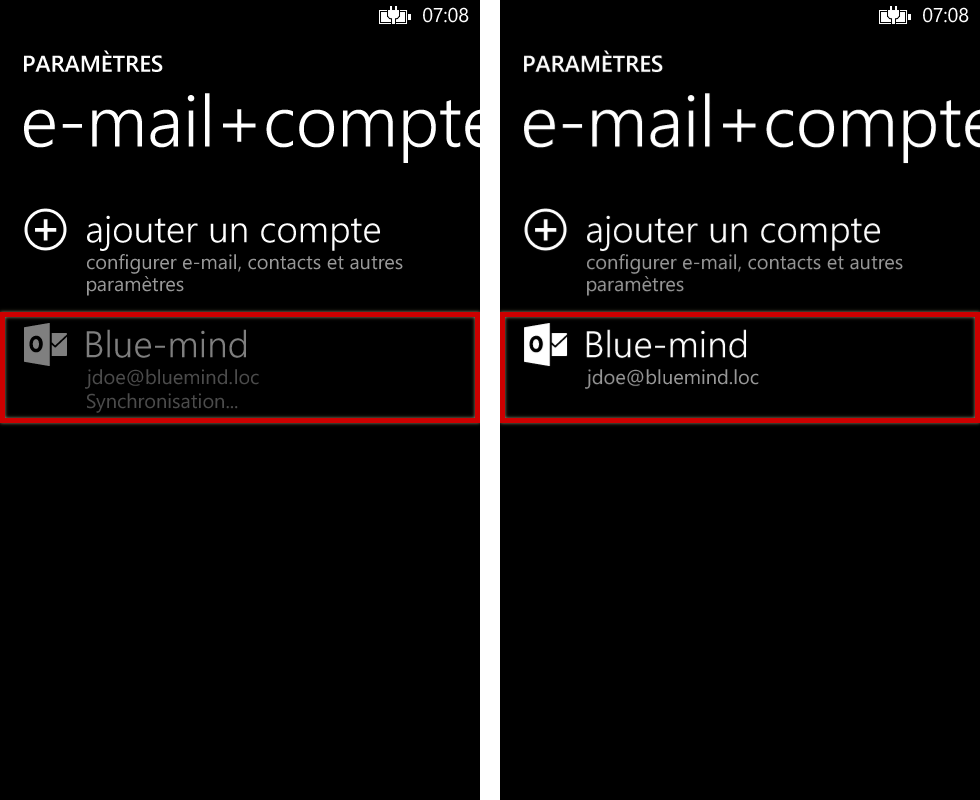 07:08
PARAMÈTRES
e-mail+compte
ajouter un compte
configurer e-mail, contacts et autres
paramètres
Blue-mind
jdoe@bluemind.loc
Synchronisation...
07:08
PARAMÈTRES
e-mail+compte
ajouter un compte
configurer e-mail, contacts et autres
paramètres
Blue-mind
jdoe@bluemind.loc